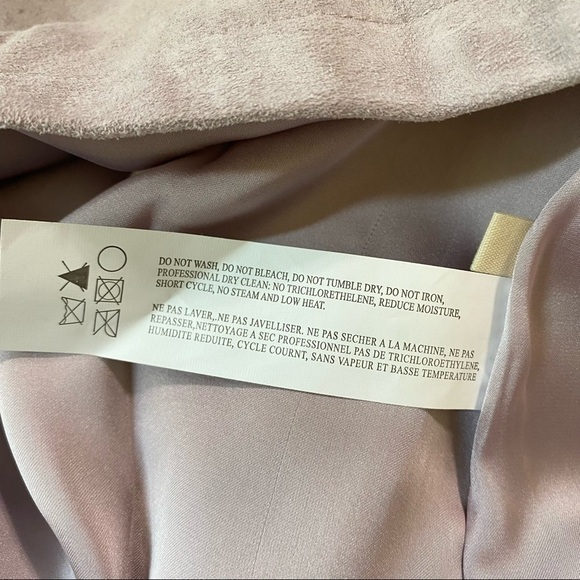 DO NOT WASH, DO NOT BLEACH, DO NOT TUMBLE DRY, DO NOT IRON,
PROFESSIONAL DRY CLEAN: NO TRICHLORETHELENE, REDUCE MOISTURE,
SHORT CYCLE, NO STEAM AND LOW HEAT.
NE PAS LAVER,..NE PAS JAVELLISER. NE PAS SECHER A LA MACHINE, NE PAS
REPASSER,NETTOYAGE A SEC PROFESSIONNEL PAS DE TRICHLOROETHYLENE,
HUMIDITE REDUITE, CYCLE COURNT, SANS VAPEUR ET BASSE TEMPERATURE